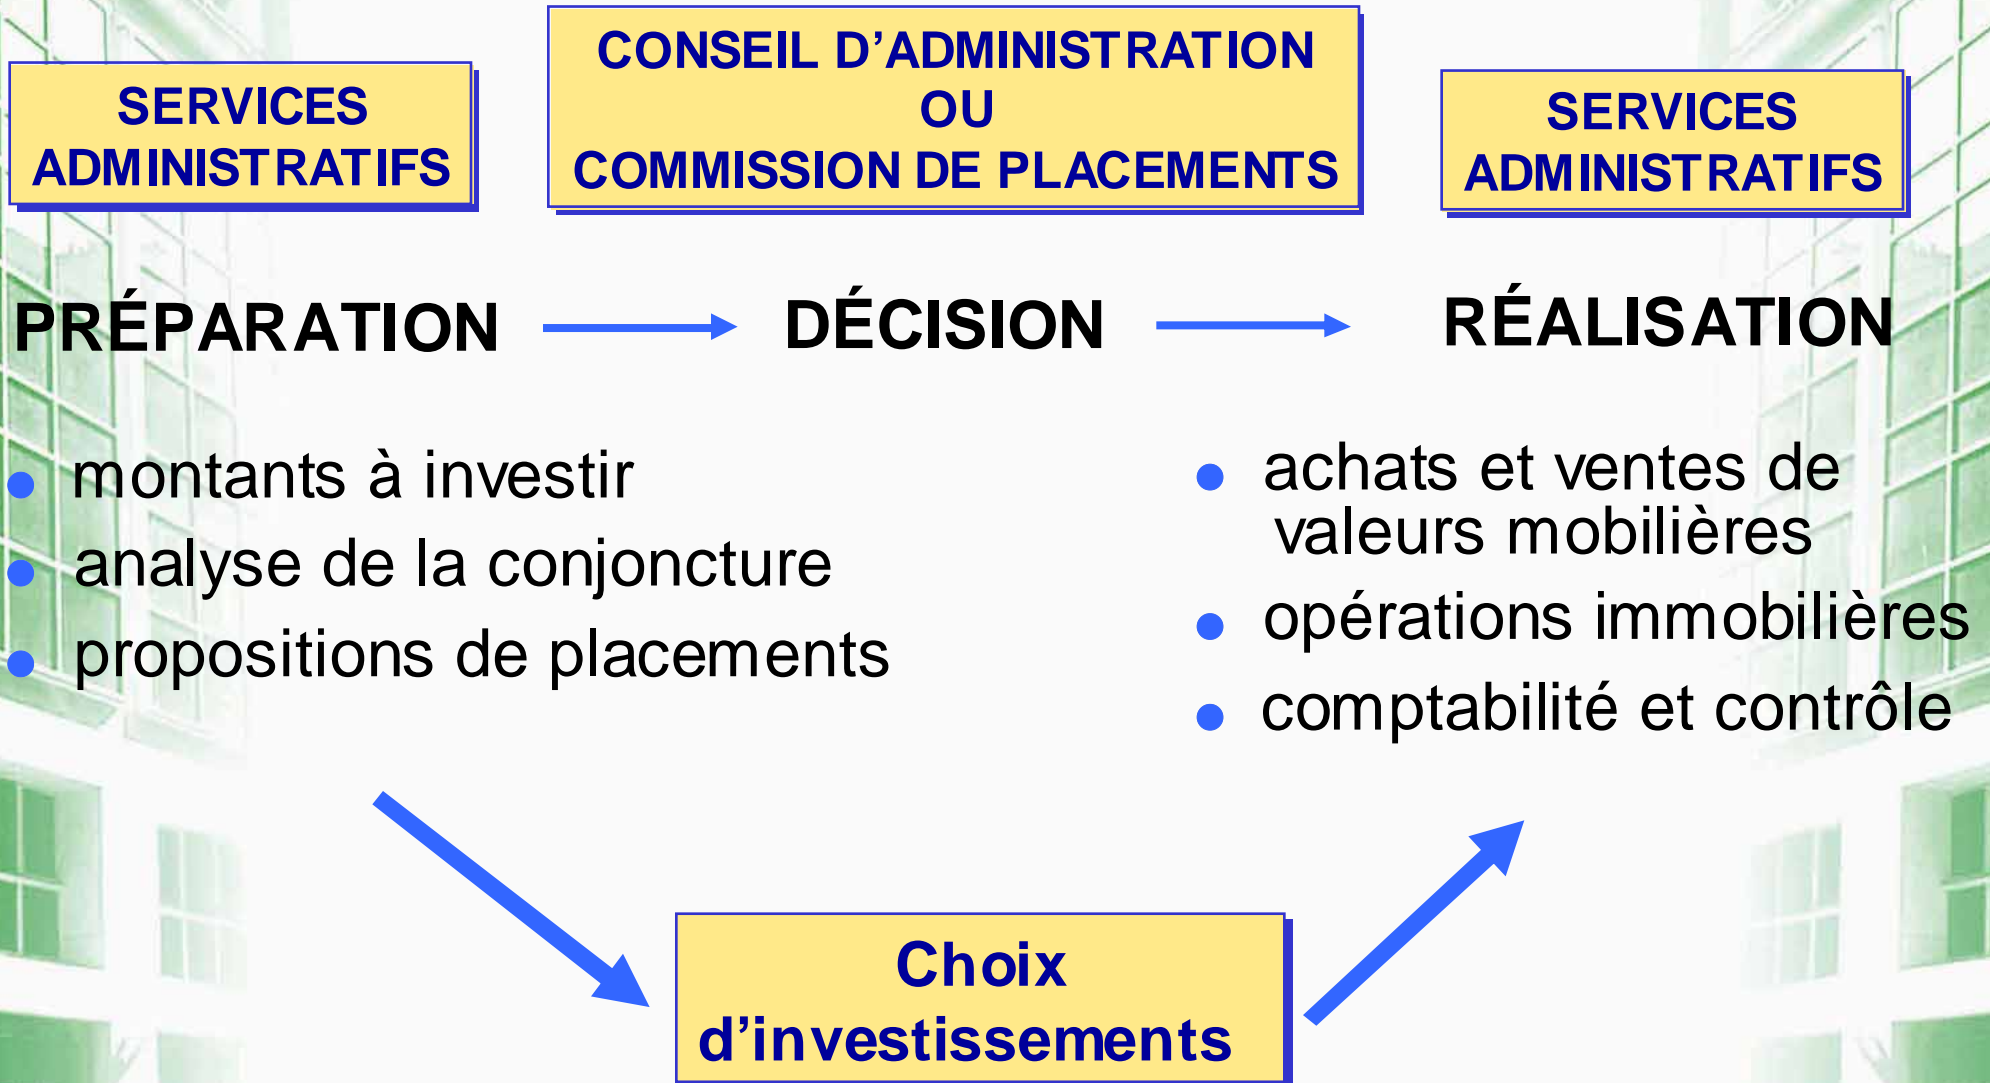 SERVICES
ADMINISTRATIFS
CONSEIL D’ADMINISTRATION
OU
COMMISSION DE PLACEMENTS
SERVICES
ADMINISTRATIFS
PRÉPARATION
DÉCISION
RÉALISATION
montants à investir
analyse de la conjoncture
propositions de placements
achats et ventes de
valeurs mobilières
opérations immobilières
comptabilité et contrôle
Choix
d’investissements